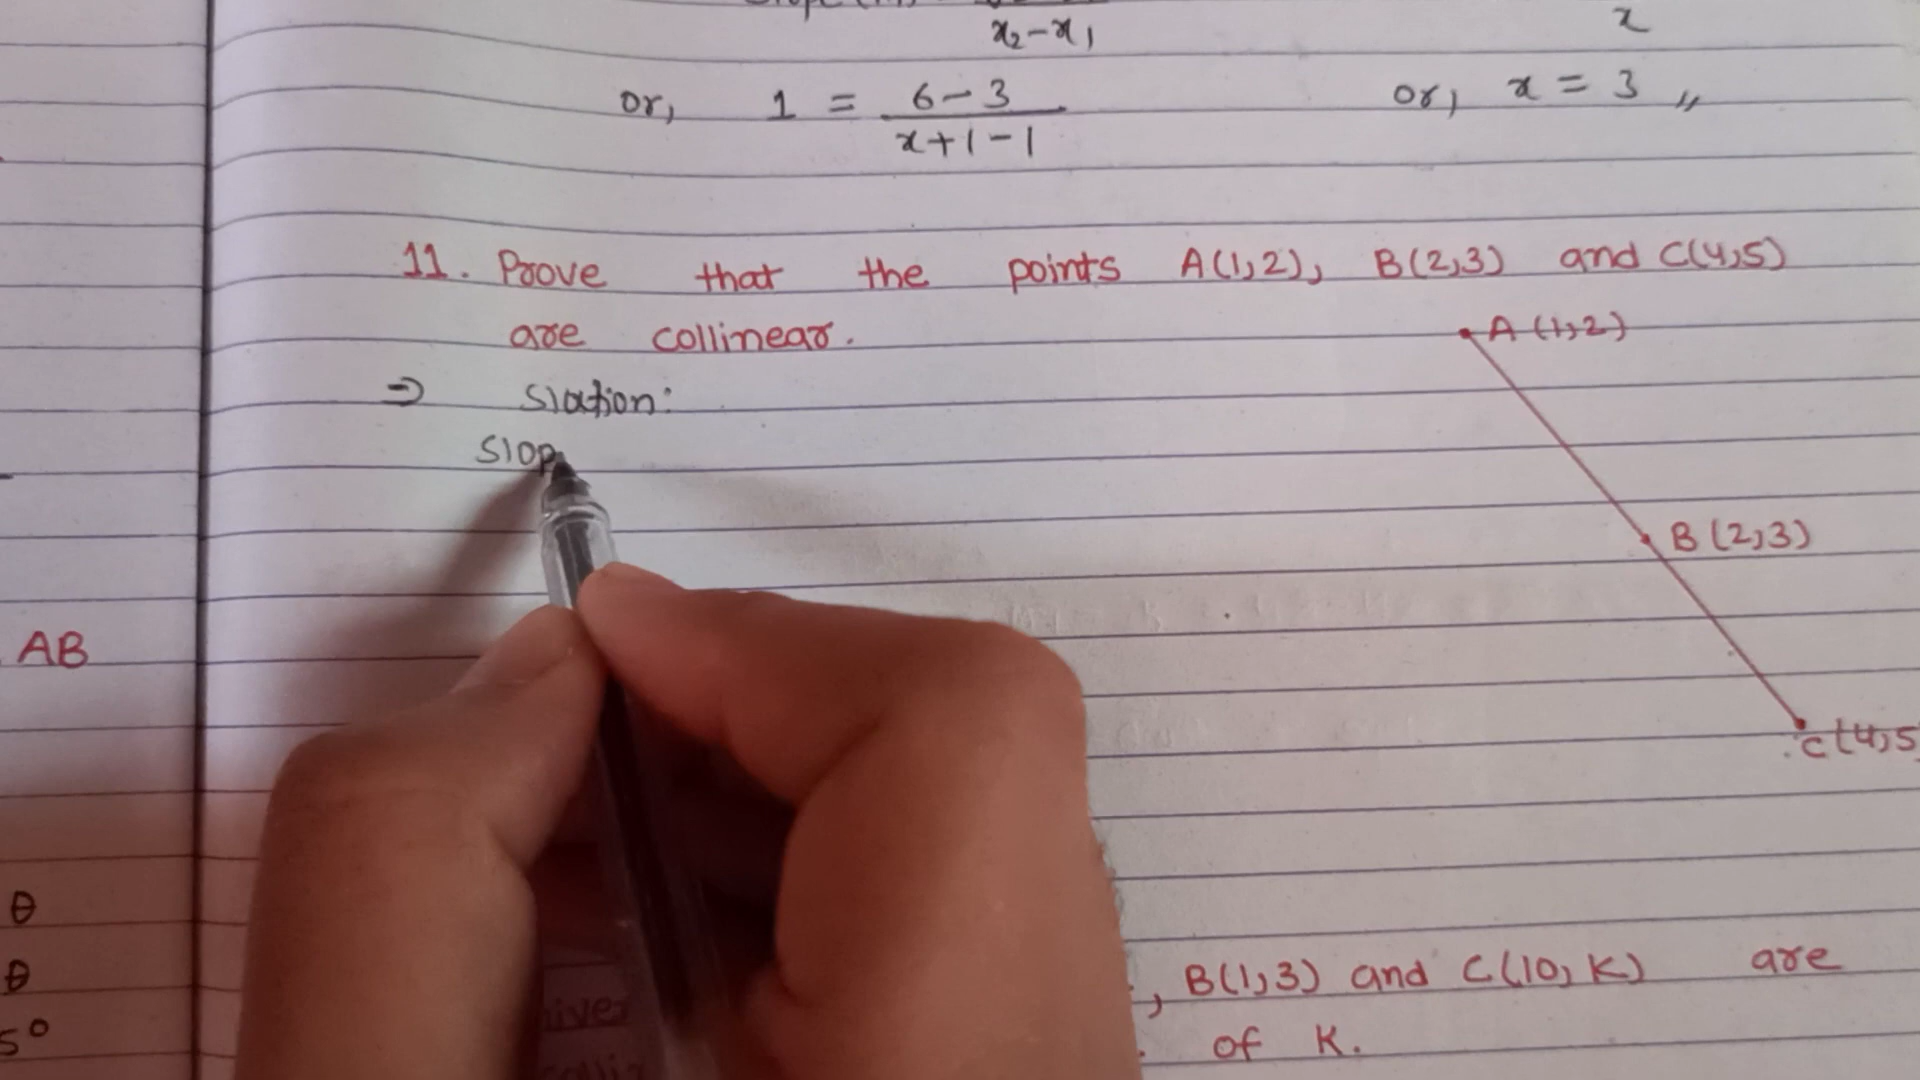 x₂-x₁
x
or, 1 = 6-3 / x+1-1
or, x = 3 ,,
11. Prove that the points A(1,2), B(2,3) and C(4,5)
are collinear.
A (1,2)
⇒ Slation:
Slop
B (2,3)
AB
C(4,5
, B(1,3) and C(10, K) are
of K.
θ
θ
5°